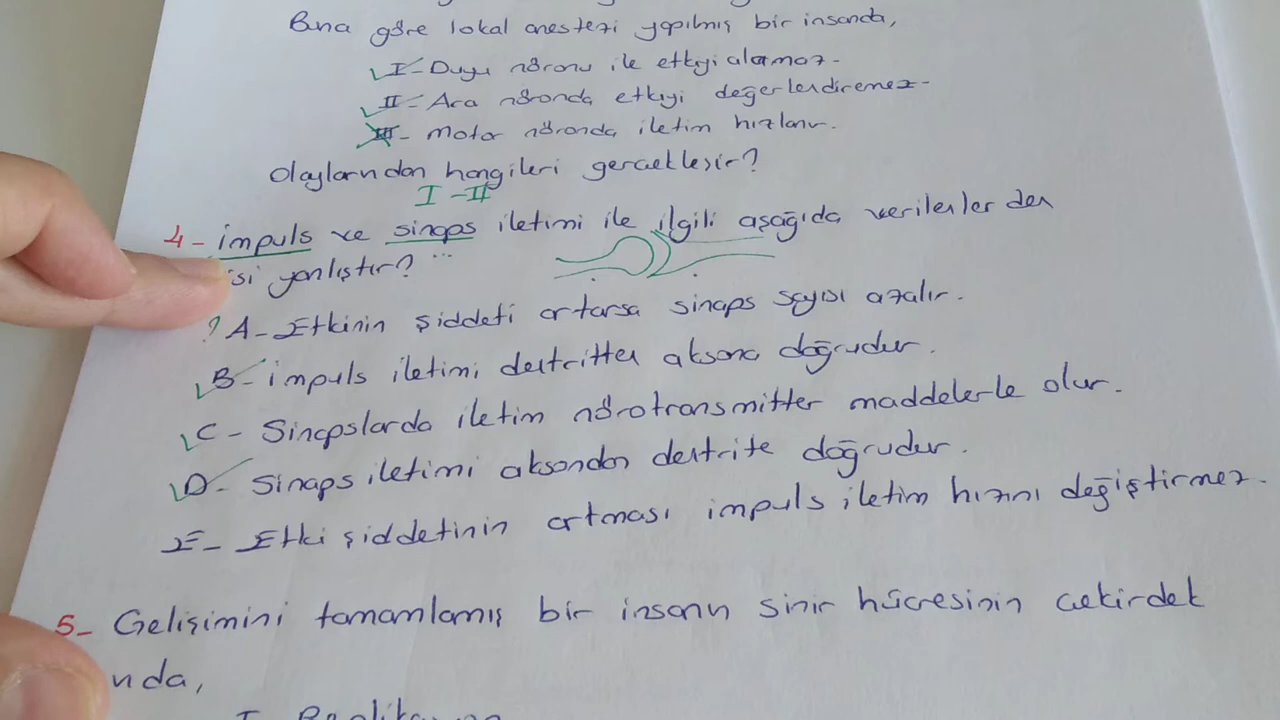 Buna göre lokal anestezi yapılmış bir insanda,
I- Duyu nöronu ile etkiyi alamaz-
II- Ara nöronda etkiyi değerlendiremez-
III- Motor nöronda iletim hızlanır.
Olaylarından hangileri gerçekleşir?
I-II
4- İmpuls ve sinaps iletimi ile ilgili aşağıda verilenlerden
isi yanlıştır?
? A- Etkinin şiddeti artarsa sinaps sayısı azalır.
B- İmpuls iletimi dentritten aksona doğrudur.
C- Sinapslarda iletim nörotransmitter maddelerle olur.
D- Sinaps iletimi aksondan dentrite doğrudur.
E- Etki şiddetinin artması impuls iletim hızını değiştirmez.
5- Gelişimini tamamlamış bir insanın sinir hücresinin çekirdek
nda,